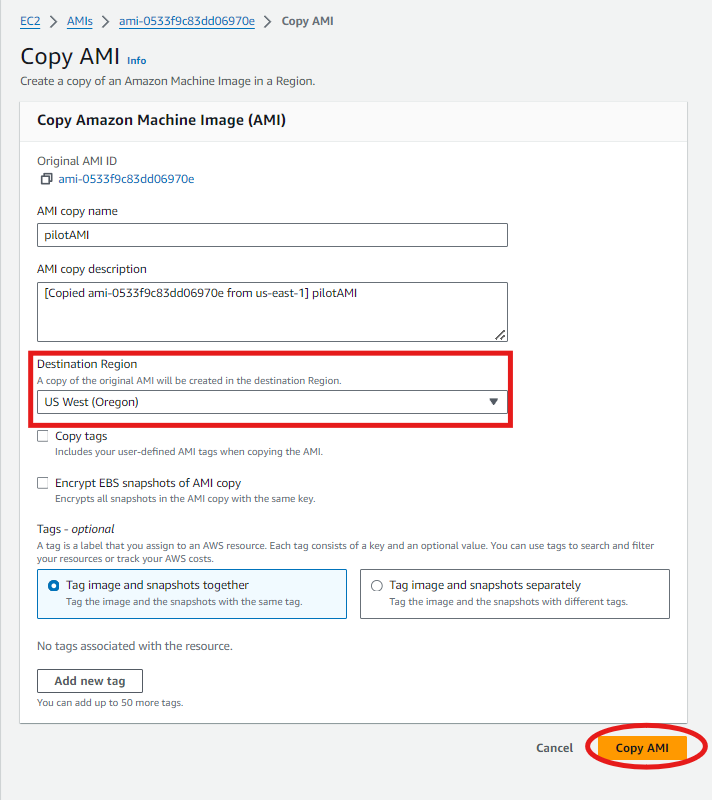 EC2 > AMIs > ami-0533f9c83dd06970e > Copy AMI
Copy AMI Info
Create a copy of an Amazon Machine Image in a Region.
Copy Amazon Machine Image (AMI)
Original AMI ID
ami-0533f9c83dd06970e
AMI copy name
pilotAMI
AMI copy description
[Copied ami-0533f9c83dd06970e from us-east-1] pilotAMI
Destination Region
A copy of the original AMI will be created in the destination Region.
US West (Oregon)
Copy tags
Includes your user-defined AMI tags when copying the AMI.
Encrypt EBS snapshots of AMI copy
Encrypts all snapshots in the AMI copy with the same key.
Tags - optional
A tag is a label that you assign to an AWS resource. Each tag consists of a key and an optional value. You can use tags to search and filter
your resources or track your AWS costs.
Tag image and snapshots together
Tag the image and the snapshots with the same tag.
Tag image and snapshots separately
Tag the image and the snapshots with different tags.
No tags associated with the resource.
Add new tag
You can add up to 50 more tags.
Cancel Copy AMI